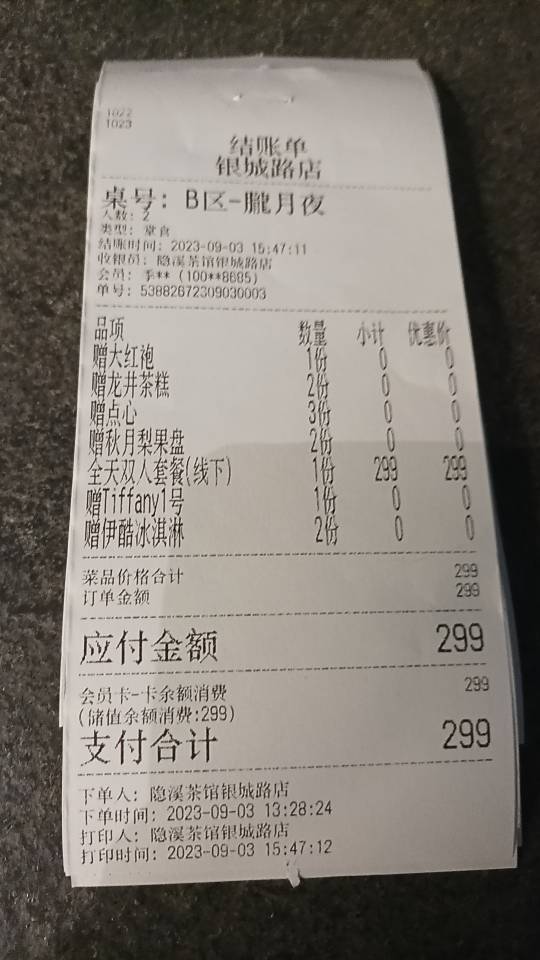 1022
1023
结账单
银城路店
桌号: B区-朧月夜
人数: 2
类型: 堂食
结账时间: 2023-09-03 15:47:11
收银员: 隐溪茶馆银城路店
会员: 季** (100**8685)
单号: 53882672309030003
品项 数量 小计 优惠价
赠大红袍 1份 0 0
赠龙井茶糕 2份 0 0
赠点心 3份 0 0
赠秋月梨果盘 2份 0 0
全天双人套餐(线下) 1份 299 299
赠Tiffany1号 1份 0 0
赠伊酷冰淇淋 2份 0 0
菜品价格合计 299
订单金额 299
应付金额 299
会员卡-卡余额消费 299
(储值余额消费:299)
支付合计 299
下单人: 隐溪茶馆银城路店
下单时间: 2023-09-03 13:28:24
打印人: 隐溪茶馆银城路店
打印时间: 2023-09-03 15:47:12